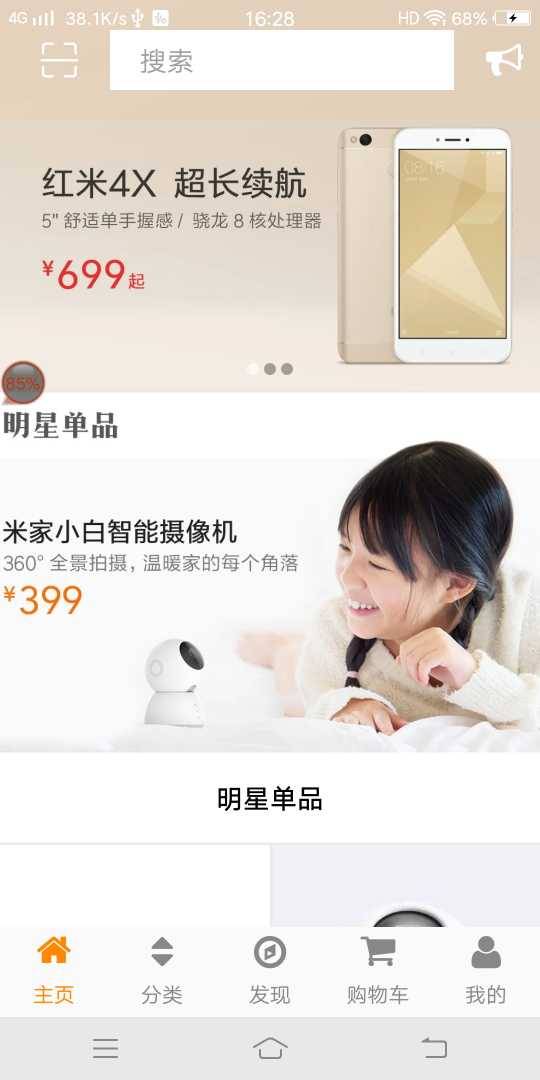 4G 38.1K/s 16:28 HD 68%
搜索
红米4X 超长续航
5" 舒适单手握感 / 骁龙 8 核处理器
¥699起
08:16
85%
明星单品
米家小白智能摄像机
360° 全景拍摄，温暖家的每个角落
¥399
明星单品
主页 分类 发现 购物车 我的